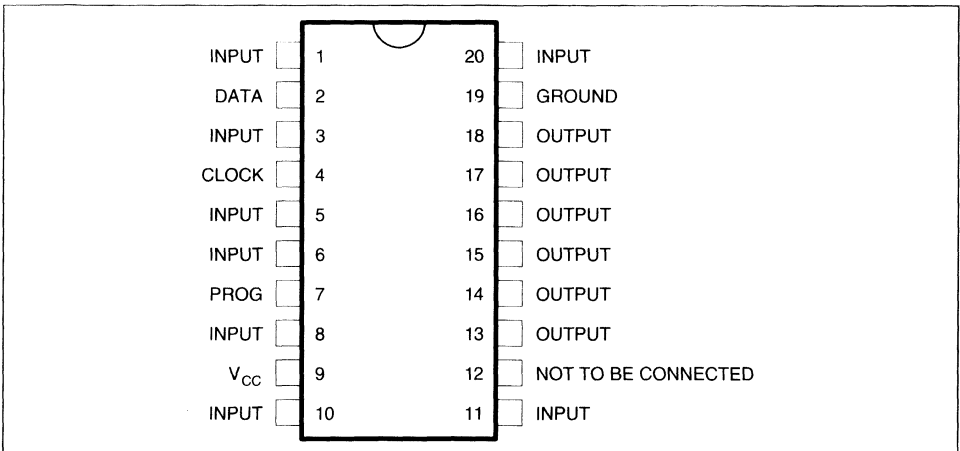 INPUT 1 20 INPUT
DATA 2 19 GROUND
INPUT 3 18 OUTPUT
CLOCK 4 17 OUTPUT
INPUT 5 16 OUTPUT
INPUT 6 15 OUTPUT
PROG 7 14 OUTPUT
INPUT 8 13 OUTPUT
VCC 9 12 NOT TO BE CONNECTED
INPUT 10 11 INPUT